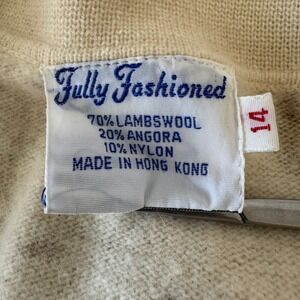 Fully Fashioned
70% LAMBSWOOL
20% ANGORA
10% NYLON
MADE IN HONG KONG
14